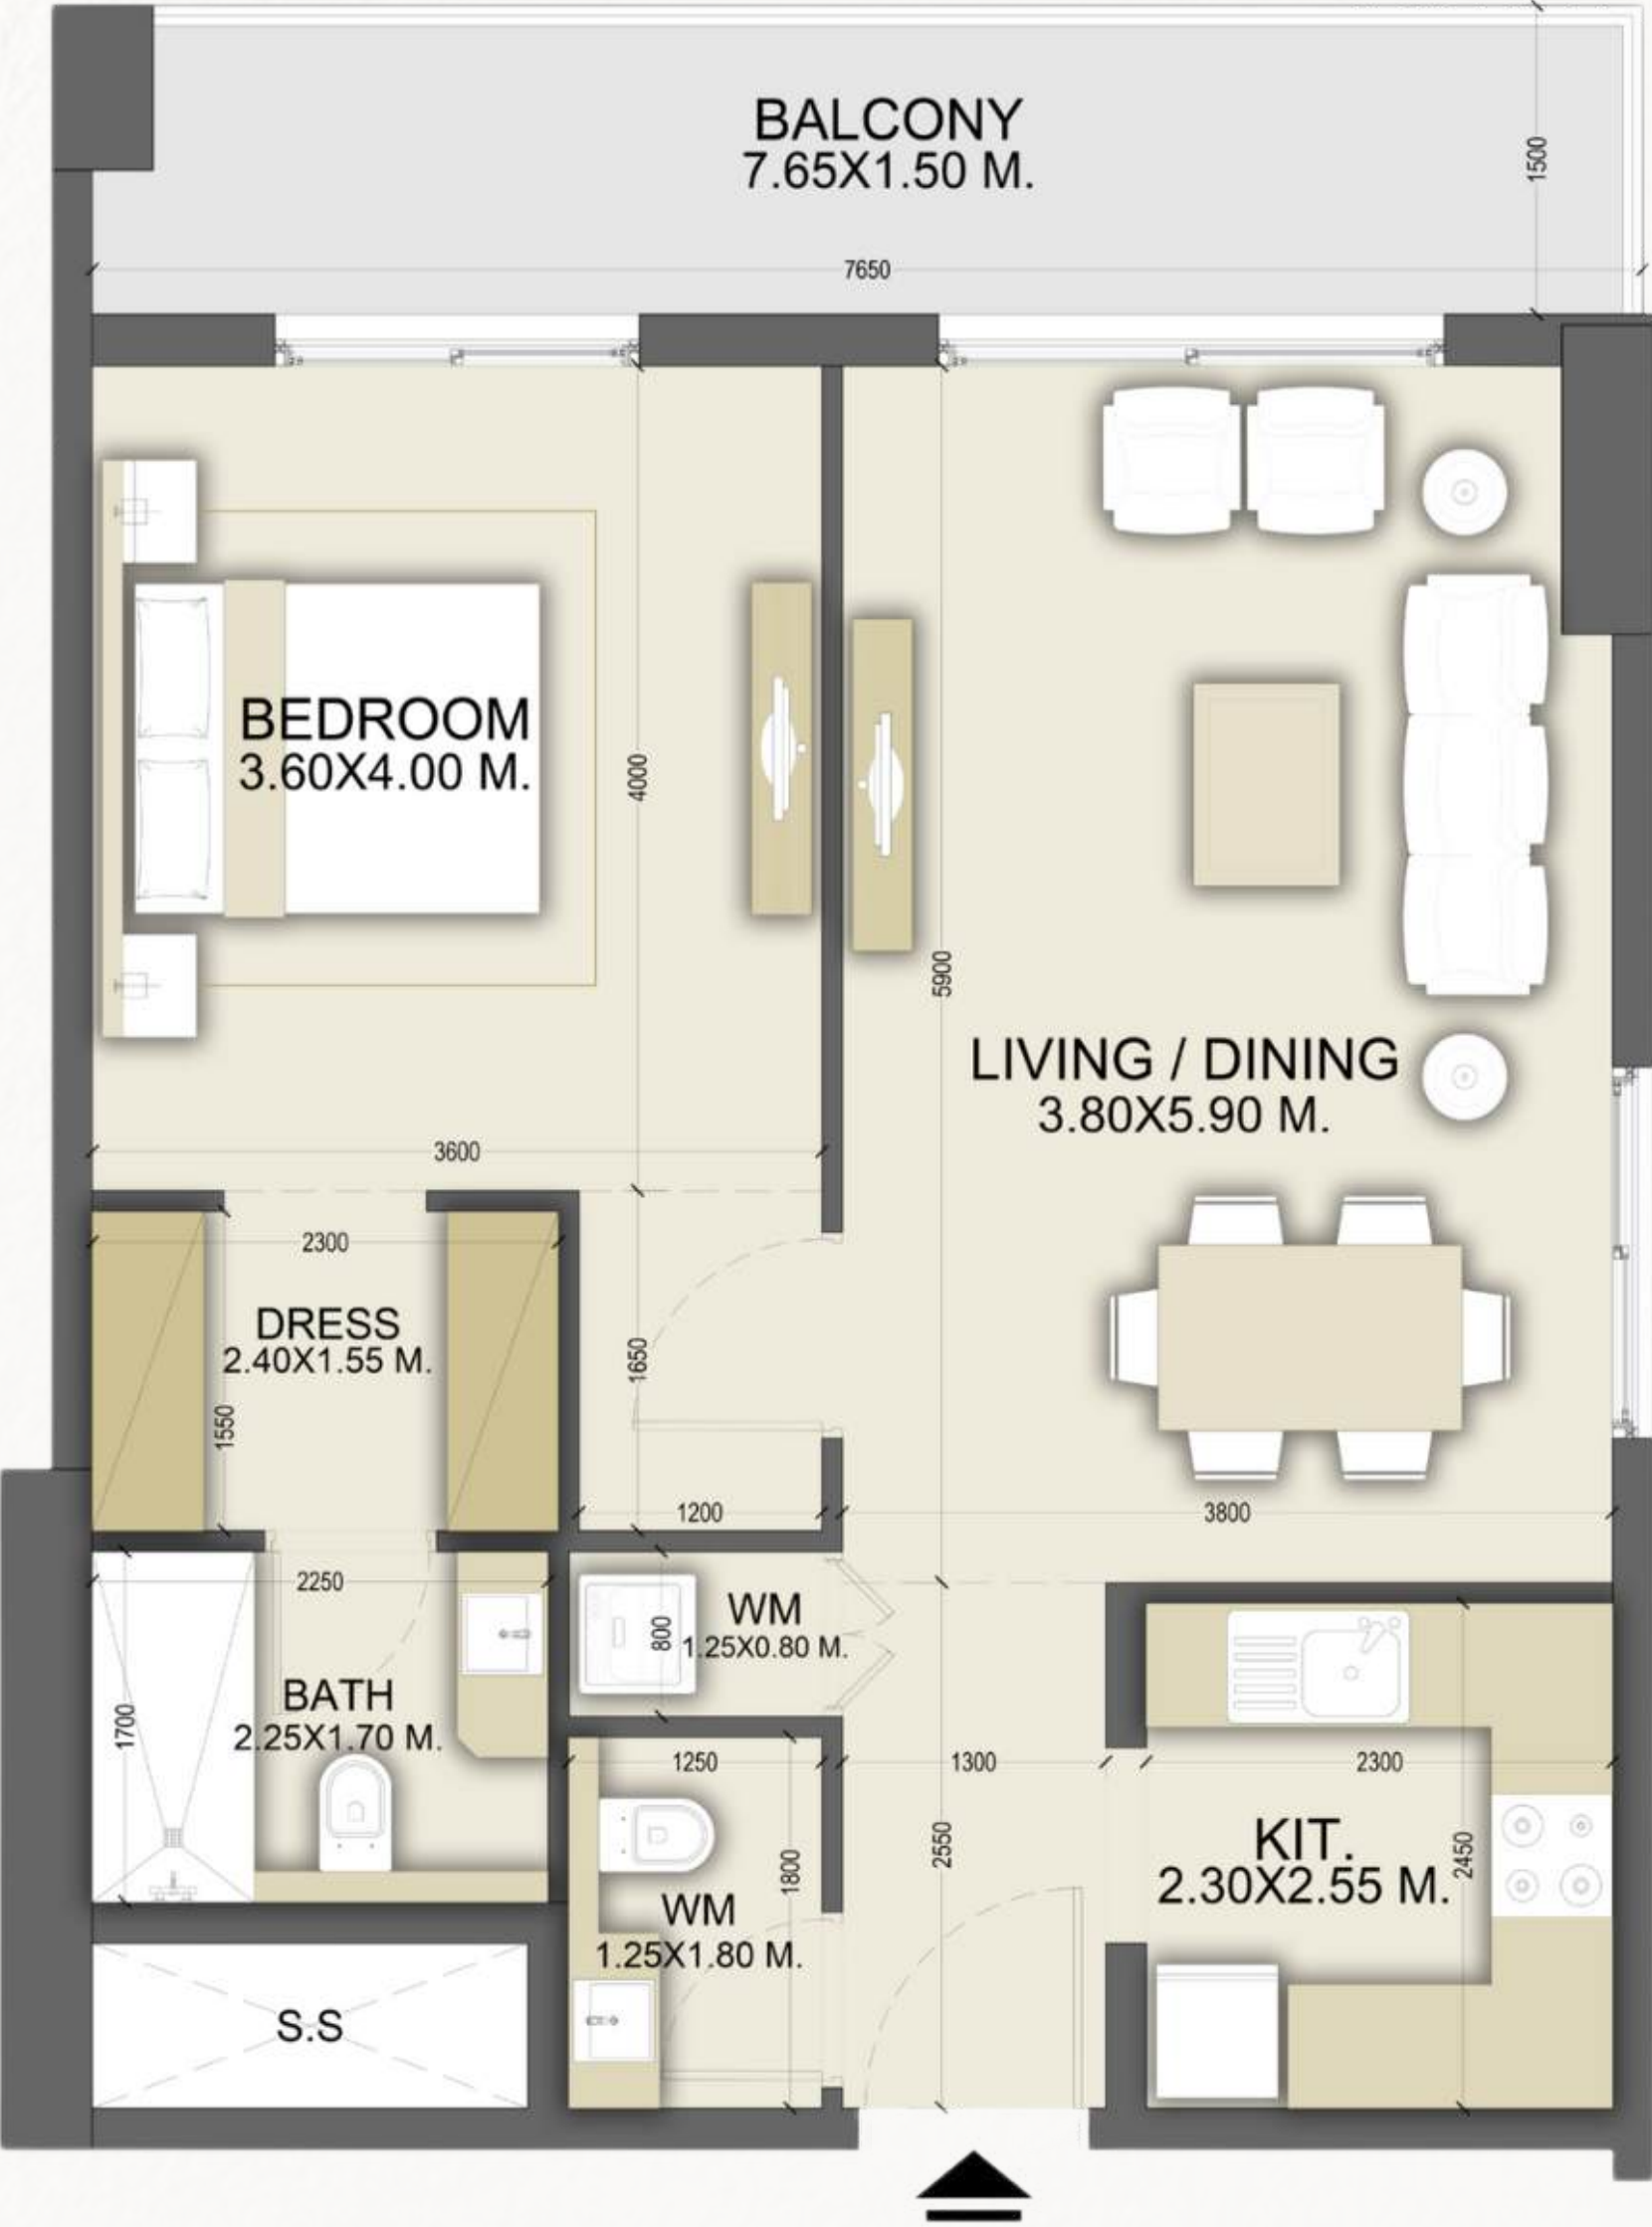 BALCONY
7.65X1.50 M.
1500
7650
BEDROOM
3.60X4.00 M.
4000
5900
LIVING / DINING
3.80X5.90 M.
3600
2300
DRESS
2.40X1.55 M.
1550
1650
1200
3800
2250
WM
1.25X0.80 M.
800
BATH
2.25X1.70 M.
1700
1250
1300
2300
KIT.
2.30X2.55 M.
2450
2550
1800
WM
1.25X1.80 M.
S.S